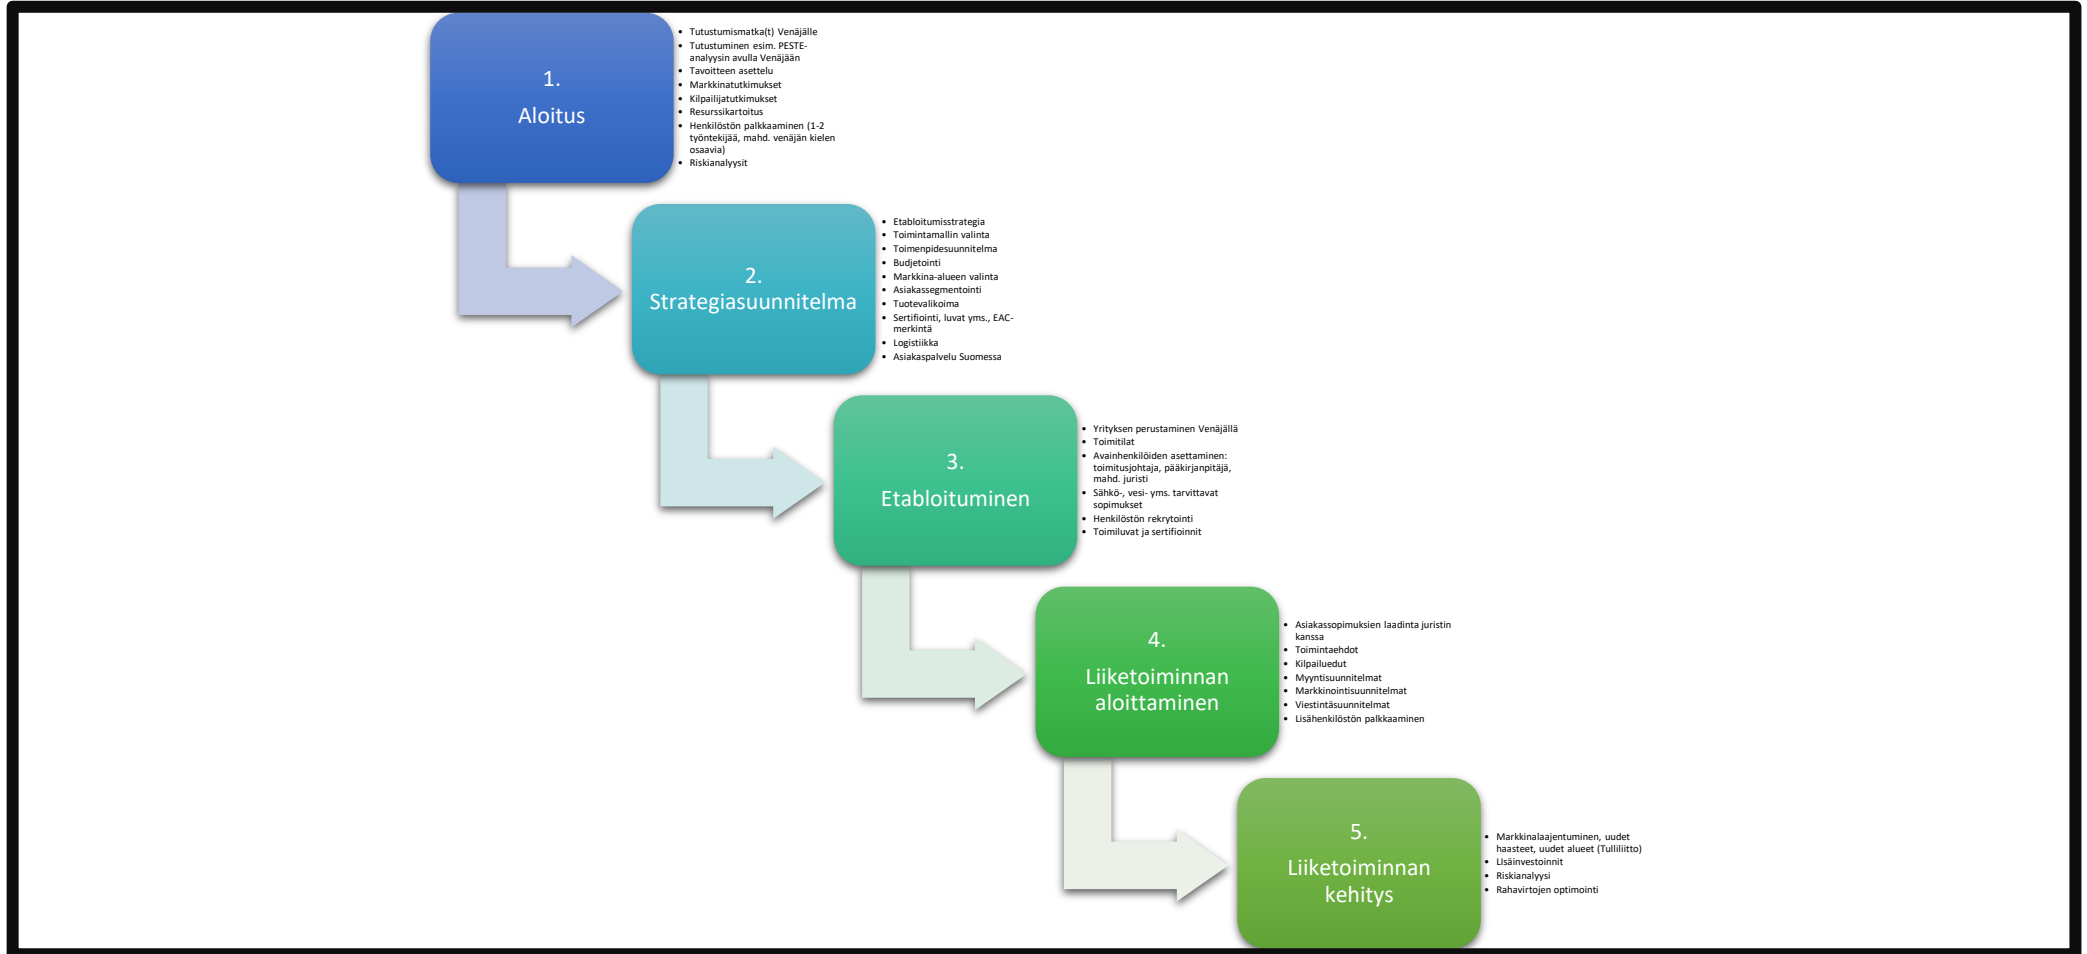 1.
Aloitus
• Tutustumismatka(t) Venäjälle
• Tutustuminen esim. PESTE-
analyysin avulla Venäjään
• Tavoitteen asettelu
• Markkinatutkimukset
• Kilpailijatutkimukset
• Resurssikartoitus
• Henkilöstön palkkaaminen (1-2
työntekijää, mahd. venäjän kielen
osaavia)
• Riskianalyysit
2.
Strategiasuunnitelma
• Etabloitumisstrategia
• Toimintamallin valinta
• Toimenpidesuunnitelma
• Budjetointi
• Markkina-alueen valinta
• Asiakassegmentointi
• Tuotevalikoima
• Sertifiointi, luvat yms., EAC-
merkintä
• Logistiikka
• Asiakaspalvelu Suomessa
3.
Etabloituminen
• Yrityksen perustaminen Venäjällä
• Toimitilat
• Avainhenkilöiden asettaminen:
toimitusjohtaja, pääkirjanpitäjä,
mahd. juristi
• Sähkö-, vesi- yms. tarvittavat
sopimukset
• Henkilöstön rekrytointi
• Toimiluvat ja sertifioinnit
4.
Liiketoiminnan
aloittaminen
• Asiakassopimuksien laadinta juristin
kanssa
• Toimintaehdot
• Kilpailuedut
• Myyntisuunnitelmat
• Markkinointisuunnitelmat
• Viestintäsuunnitelmat
• Lisähenkilöstön palkkaaminen
5.
Liiketoiminnan
kehitys
• Markkinalaajentuminen, uudet
haasteet, uudet alueet (Tulliliitto)
• LIsäinvestoinnit
• Riskianalyysi
• Rahavirtojen optimointi